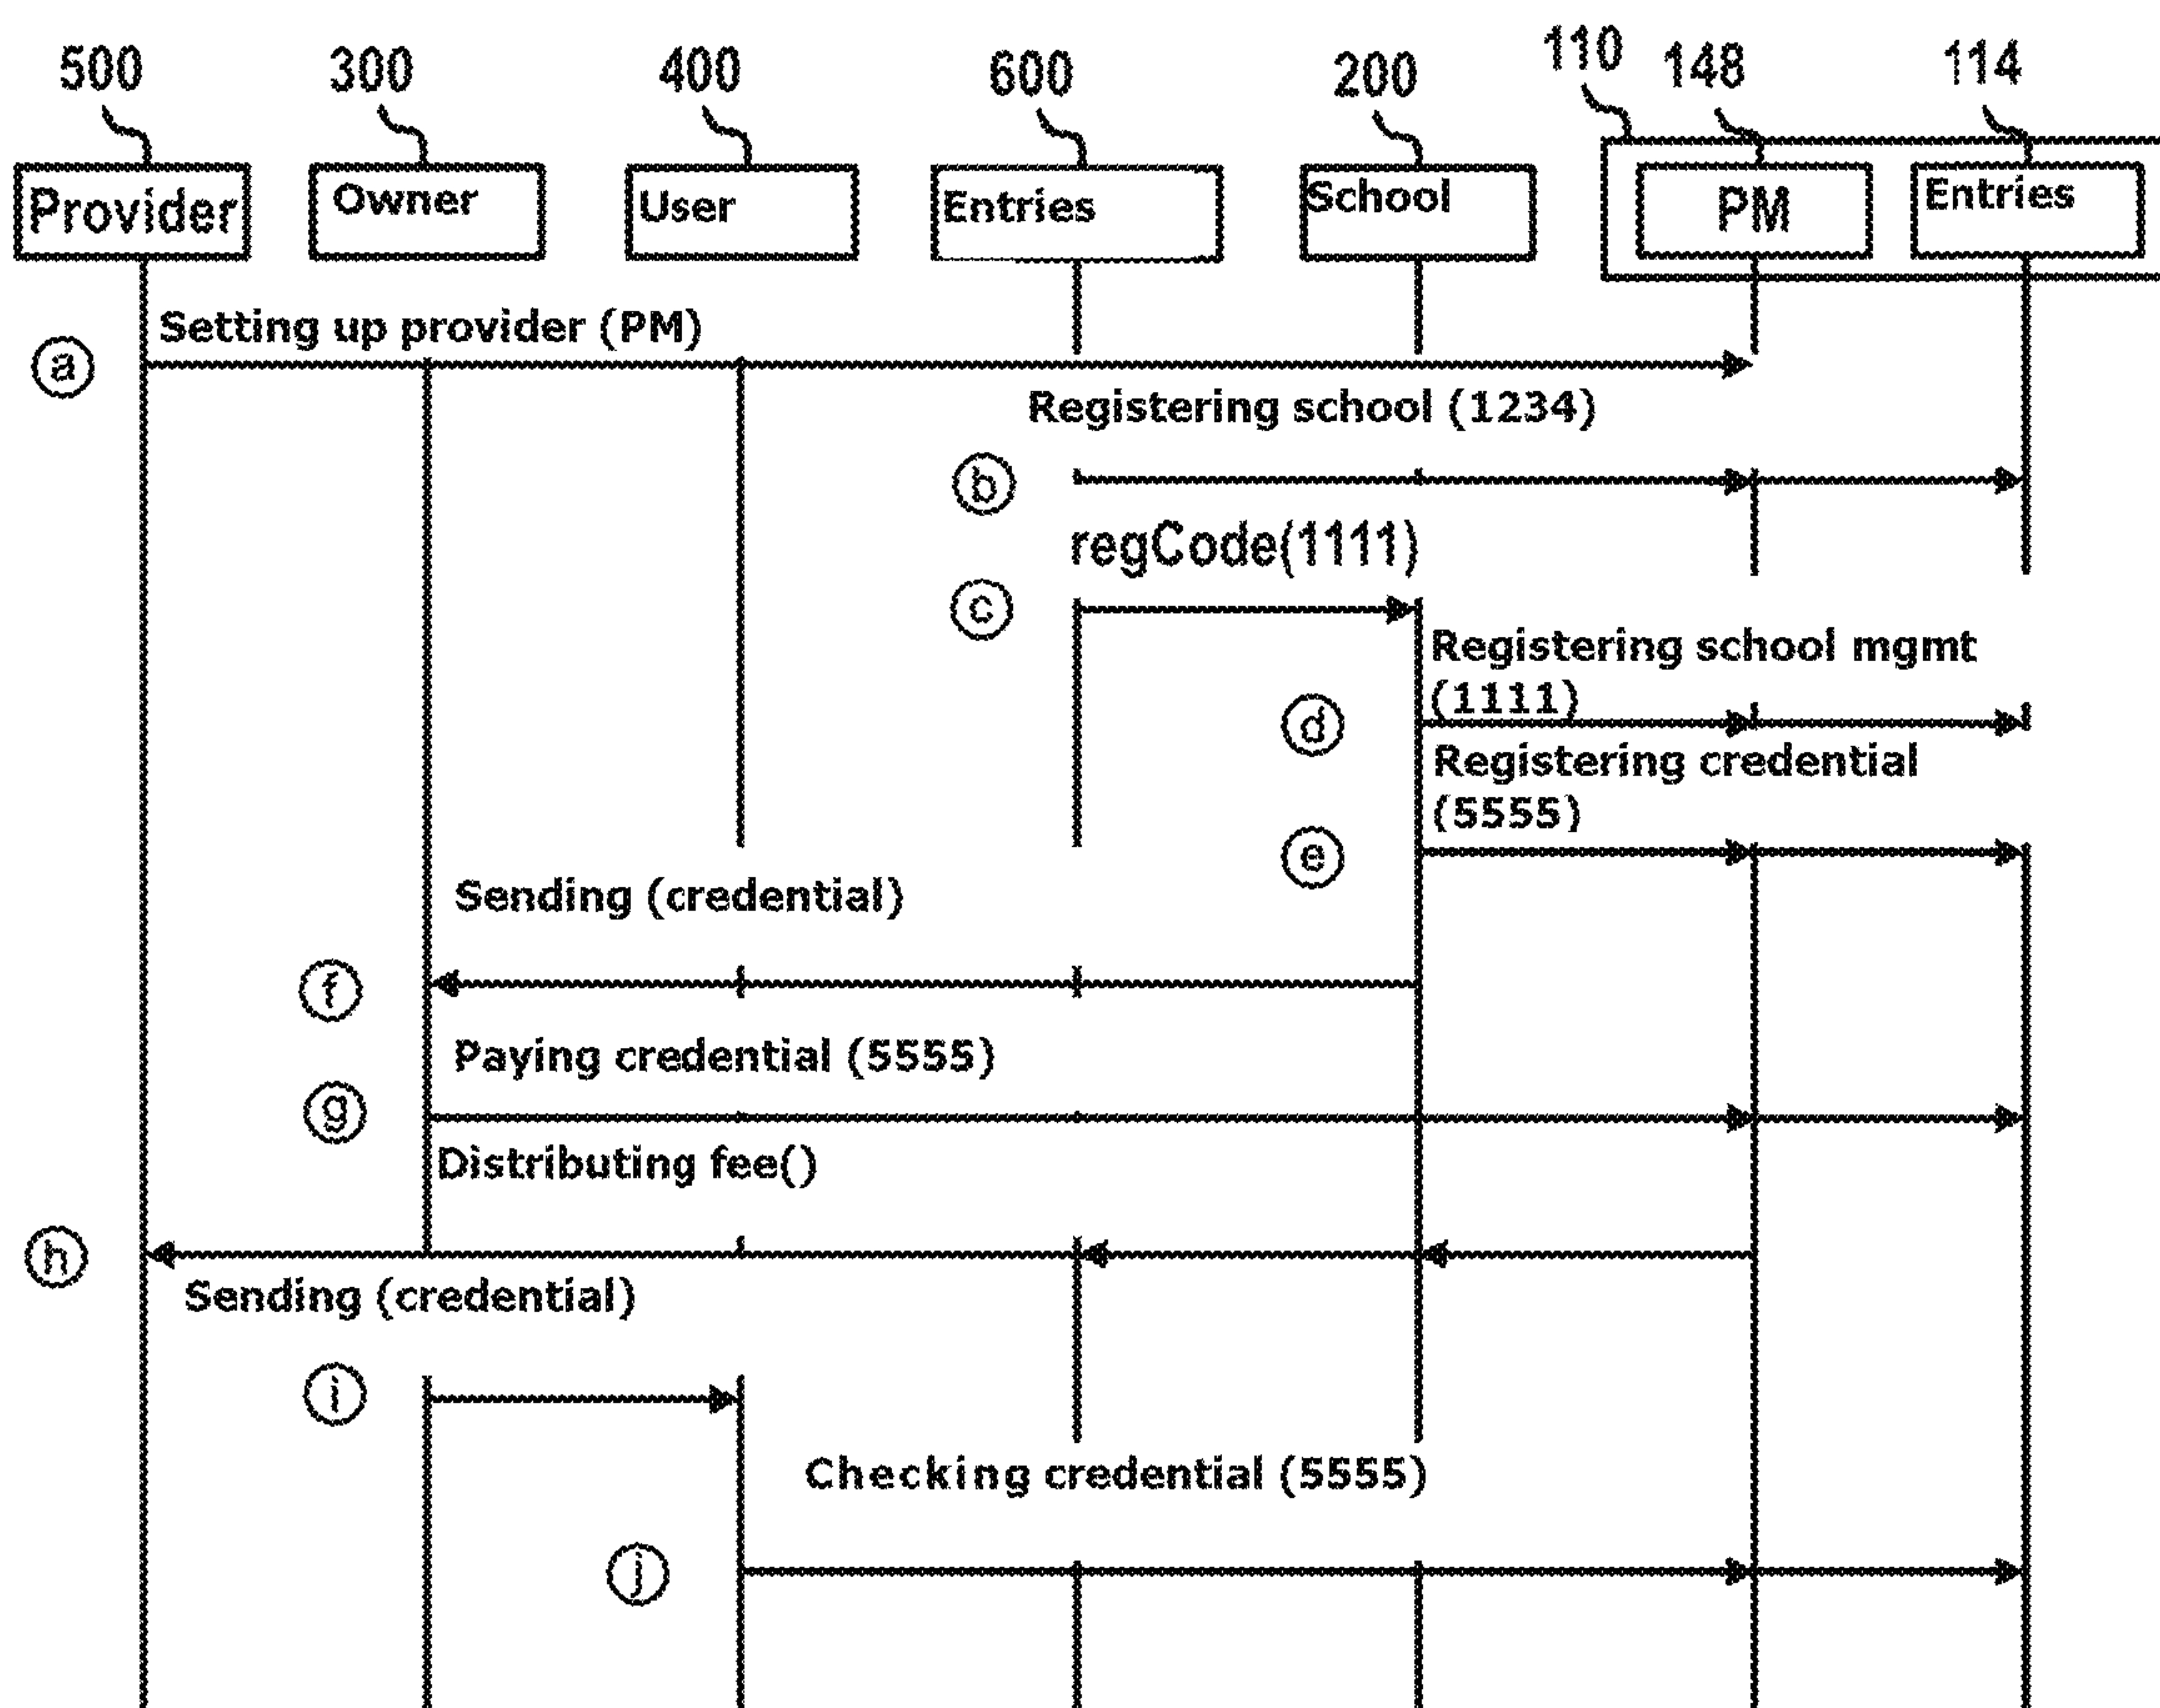 500 300 400 600 200 110 148 114
Provider Owner User Entries School PM Entries
Setting up provider (PM)
a
Registering school (1234)
b
regCode(1111)
c
Registering school mgmt
(1111)
d
Registering credential
(5555)
e
Sending (credential)
f
Paying credential (5555)
g
Distributing fee()
h
Sending (credential)
i
Checking credential (5555)
j